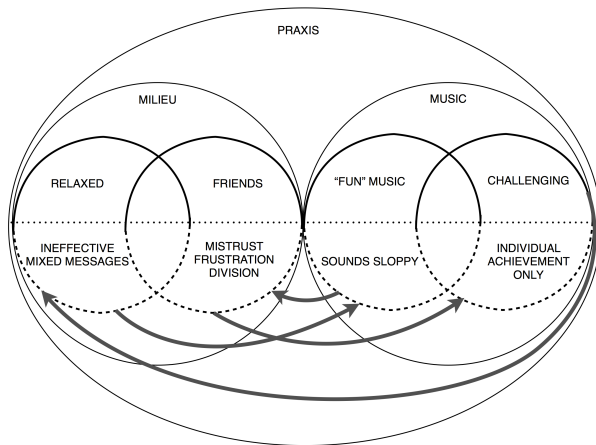 PRAXIS
MILIEU
MUSIC
RELAXED
FRIENDS
“FUN” MUSIC
CHALLENGING
INEFFECTIVE
MIXED MESSAGES
MISTRUST
FRUSTRATION
DIVISION
SOUNDS SLOPPY
INDIVIDUAL
ACHIEVEMENT
ONLY